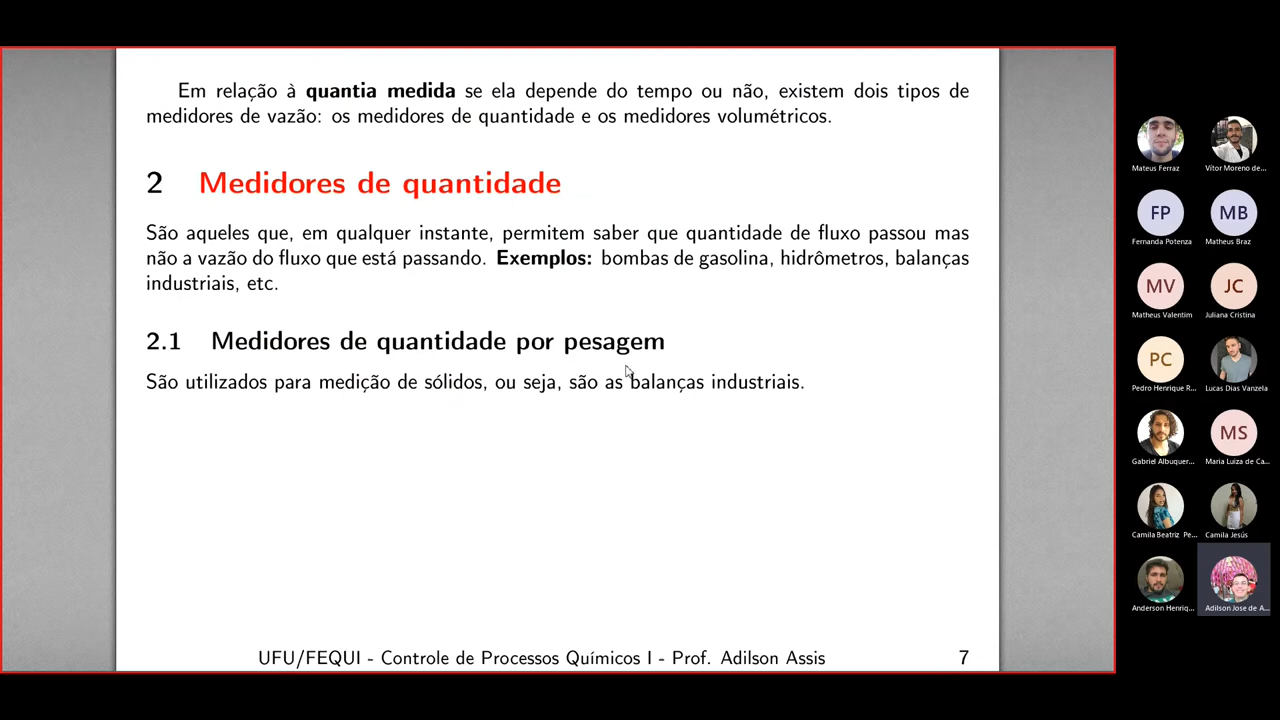 Em relação à quantia medida se ela depende do tempo ou não, existem dois tipos de
medidores de vazão: os medidores de quantidade e os medidores volumétricos.
2 Medidores de quantidade
São aqueles que, em qualquer instante, permitem saber que quantidade de fluxo passou mas
não a vazão do fluxo que está passando. Exemplos: bombas de gasolina, hidrômetros, balanças
industriais, etc.
2.1 Medidores de quantidade por pesagem
São utilizados para medição de sólidos, ou seja, são as balanças industriais.
UFU/FEQUI - Controle de Processos Químicos I - Prof. Adilson Assis 7
Mateus Ferraz
Vítor Moreno de...
FP
MB
Fernanda Potenza
Matheus Braz
MV
JC
Matheus Valentim
Juliana Cristina
PC
Pedro Henrique R...
Lucas Dias Vanzela
MS
Gabriel Albuquer...
Maria Luiza de Ca...
Camila Beatriz Pe...
Camila Jesús
Anderson Henriq...
Adilson Jose de A...